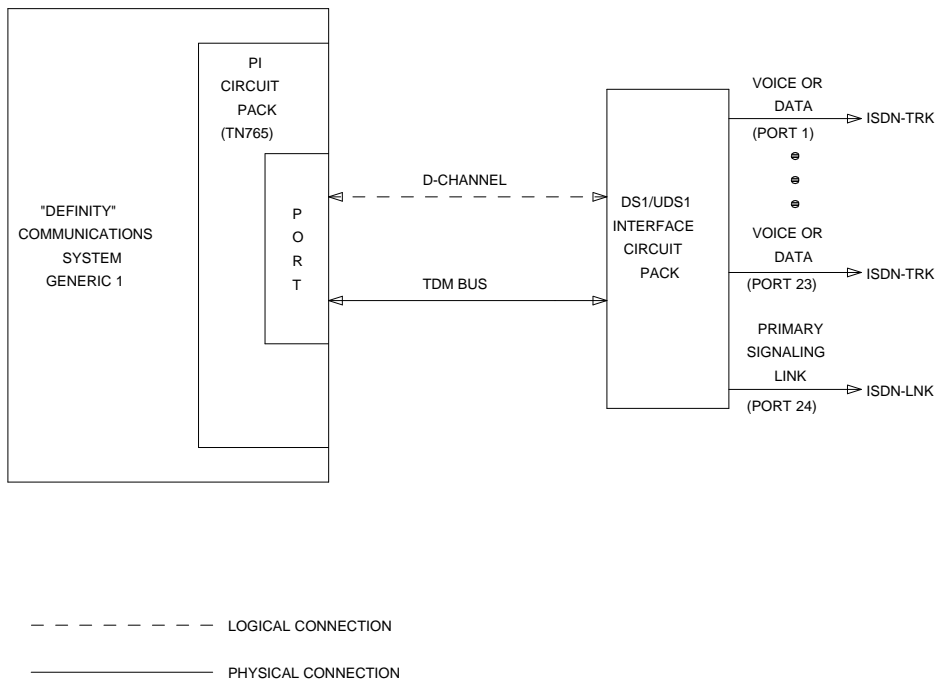 PI
CIRCUIT
PACK
(TN765)
"DEFINITY"
COMMUNICATIONS
SYSTEM
GENERIC 1
P
O
R
T
D-CHANNEL
TDM BUS
DS1/UDS1
INTERFACE
CIRCUIT
PACK
VOICE OR
DATA
(PORT 1)
ISDN-TRK
VOICE OR
DATA
(PORT 23)
ISDN-TRK
PRIMARY
SIGNALING
LINK
(PORT 24)
ISDN-LNK
LOGICAL CONNECTION
PHYSICAL CONNECTION